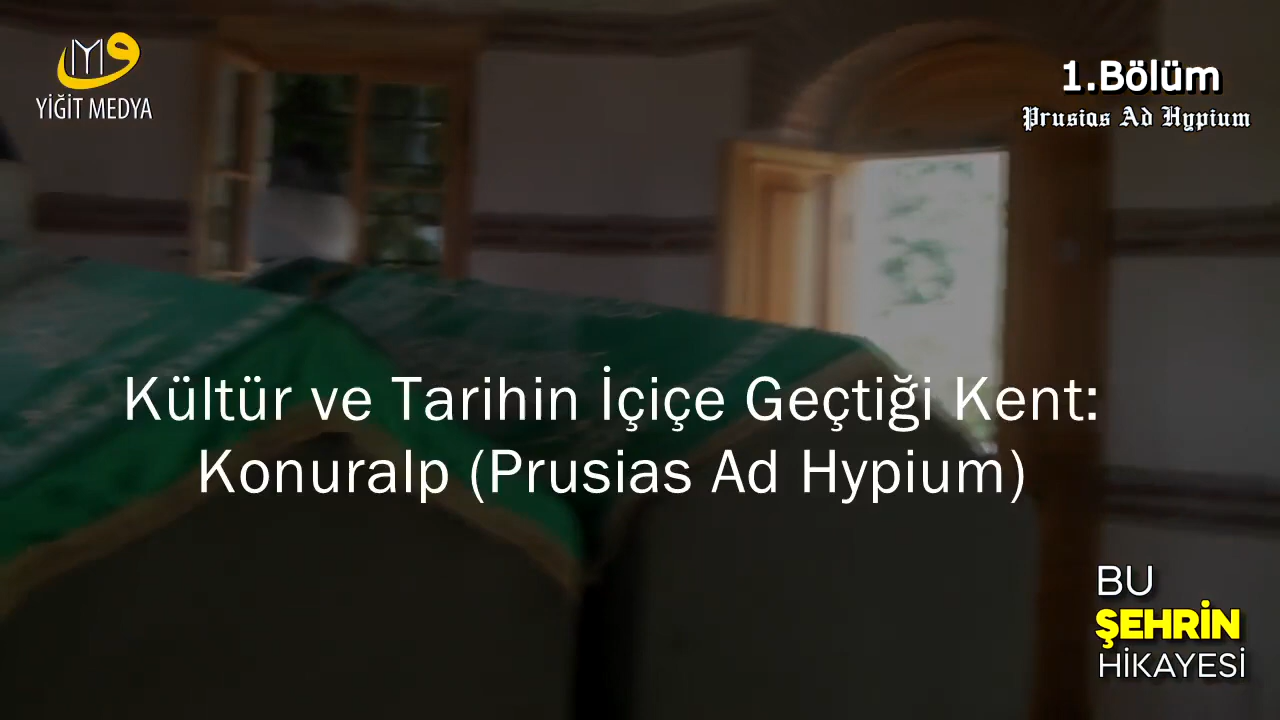 YİĞİT MEDYA
1.Bölüm
Prusias Ad Hypium
Kültür ve Tarihin İçiçe Geçtiği Kent:
Konuralp (Prusias Ad Hypium)
BU
ŞEHRİN
HİKAYESİ